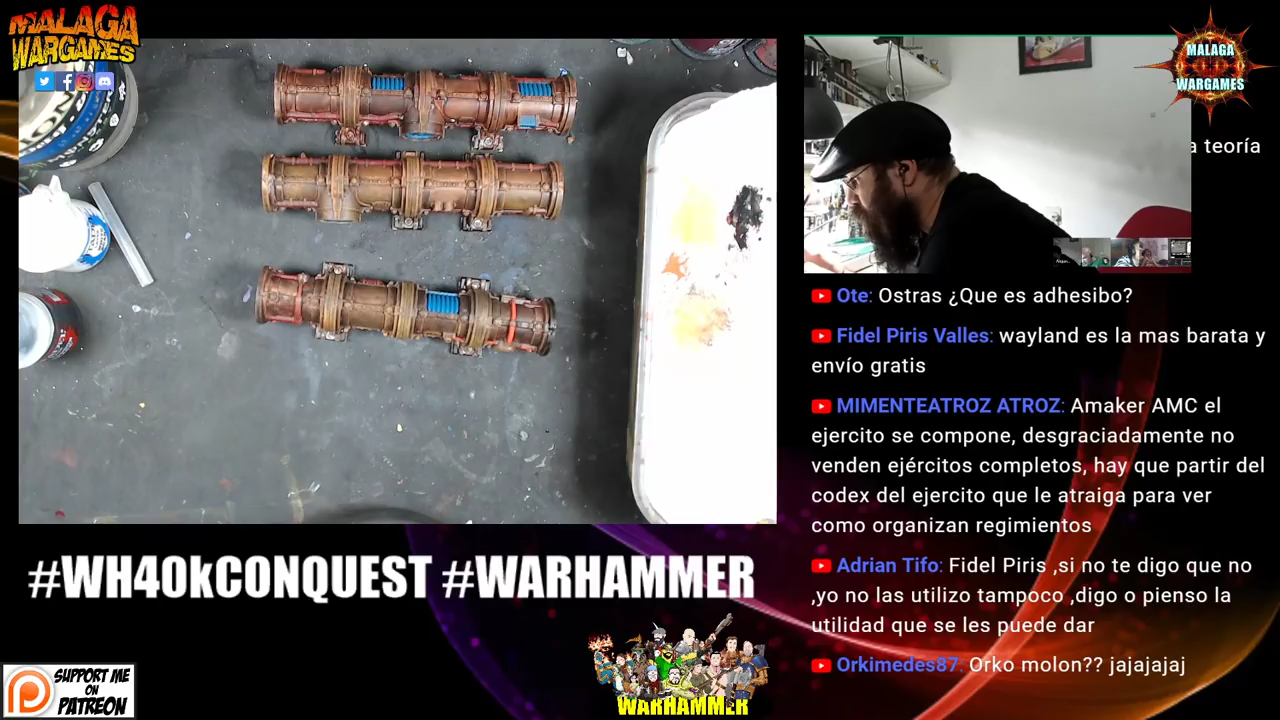 MALAGA
WARGAMES
MALAGA
WARGAMES
a teoría
Ote: Ostras ¿Que es adhesibo?
Fidel Piris Valles: wayland es la mas barata y
envío gratis
MIMENTEATROZ ATROZ: Amaker AMC el
ejercito se compone, desgraciadamente no
venden ejércitos completos, hay que partir del
codex del ejercito que le atraiga para ver
como organizan regimientos
Adrian Tifo: Fidel Piris ,si no te digo que no
,yo no las utilizo tampoco ,digo o pienso la
utilidad que se les puede dar
Orkimedes87: Orko molon?? jajajajaj
#WH40kCONQUEST #WARHAMMER
SUPPORT ME
ON
PATREON
WARHAMMER